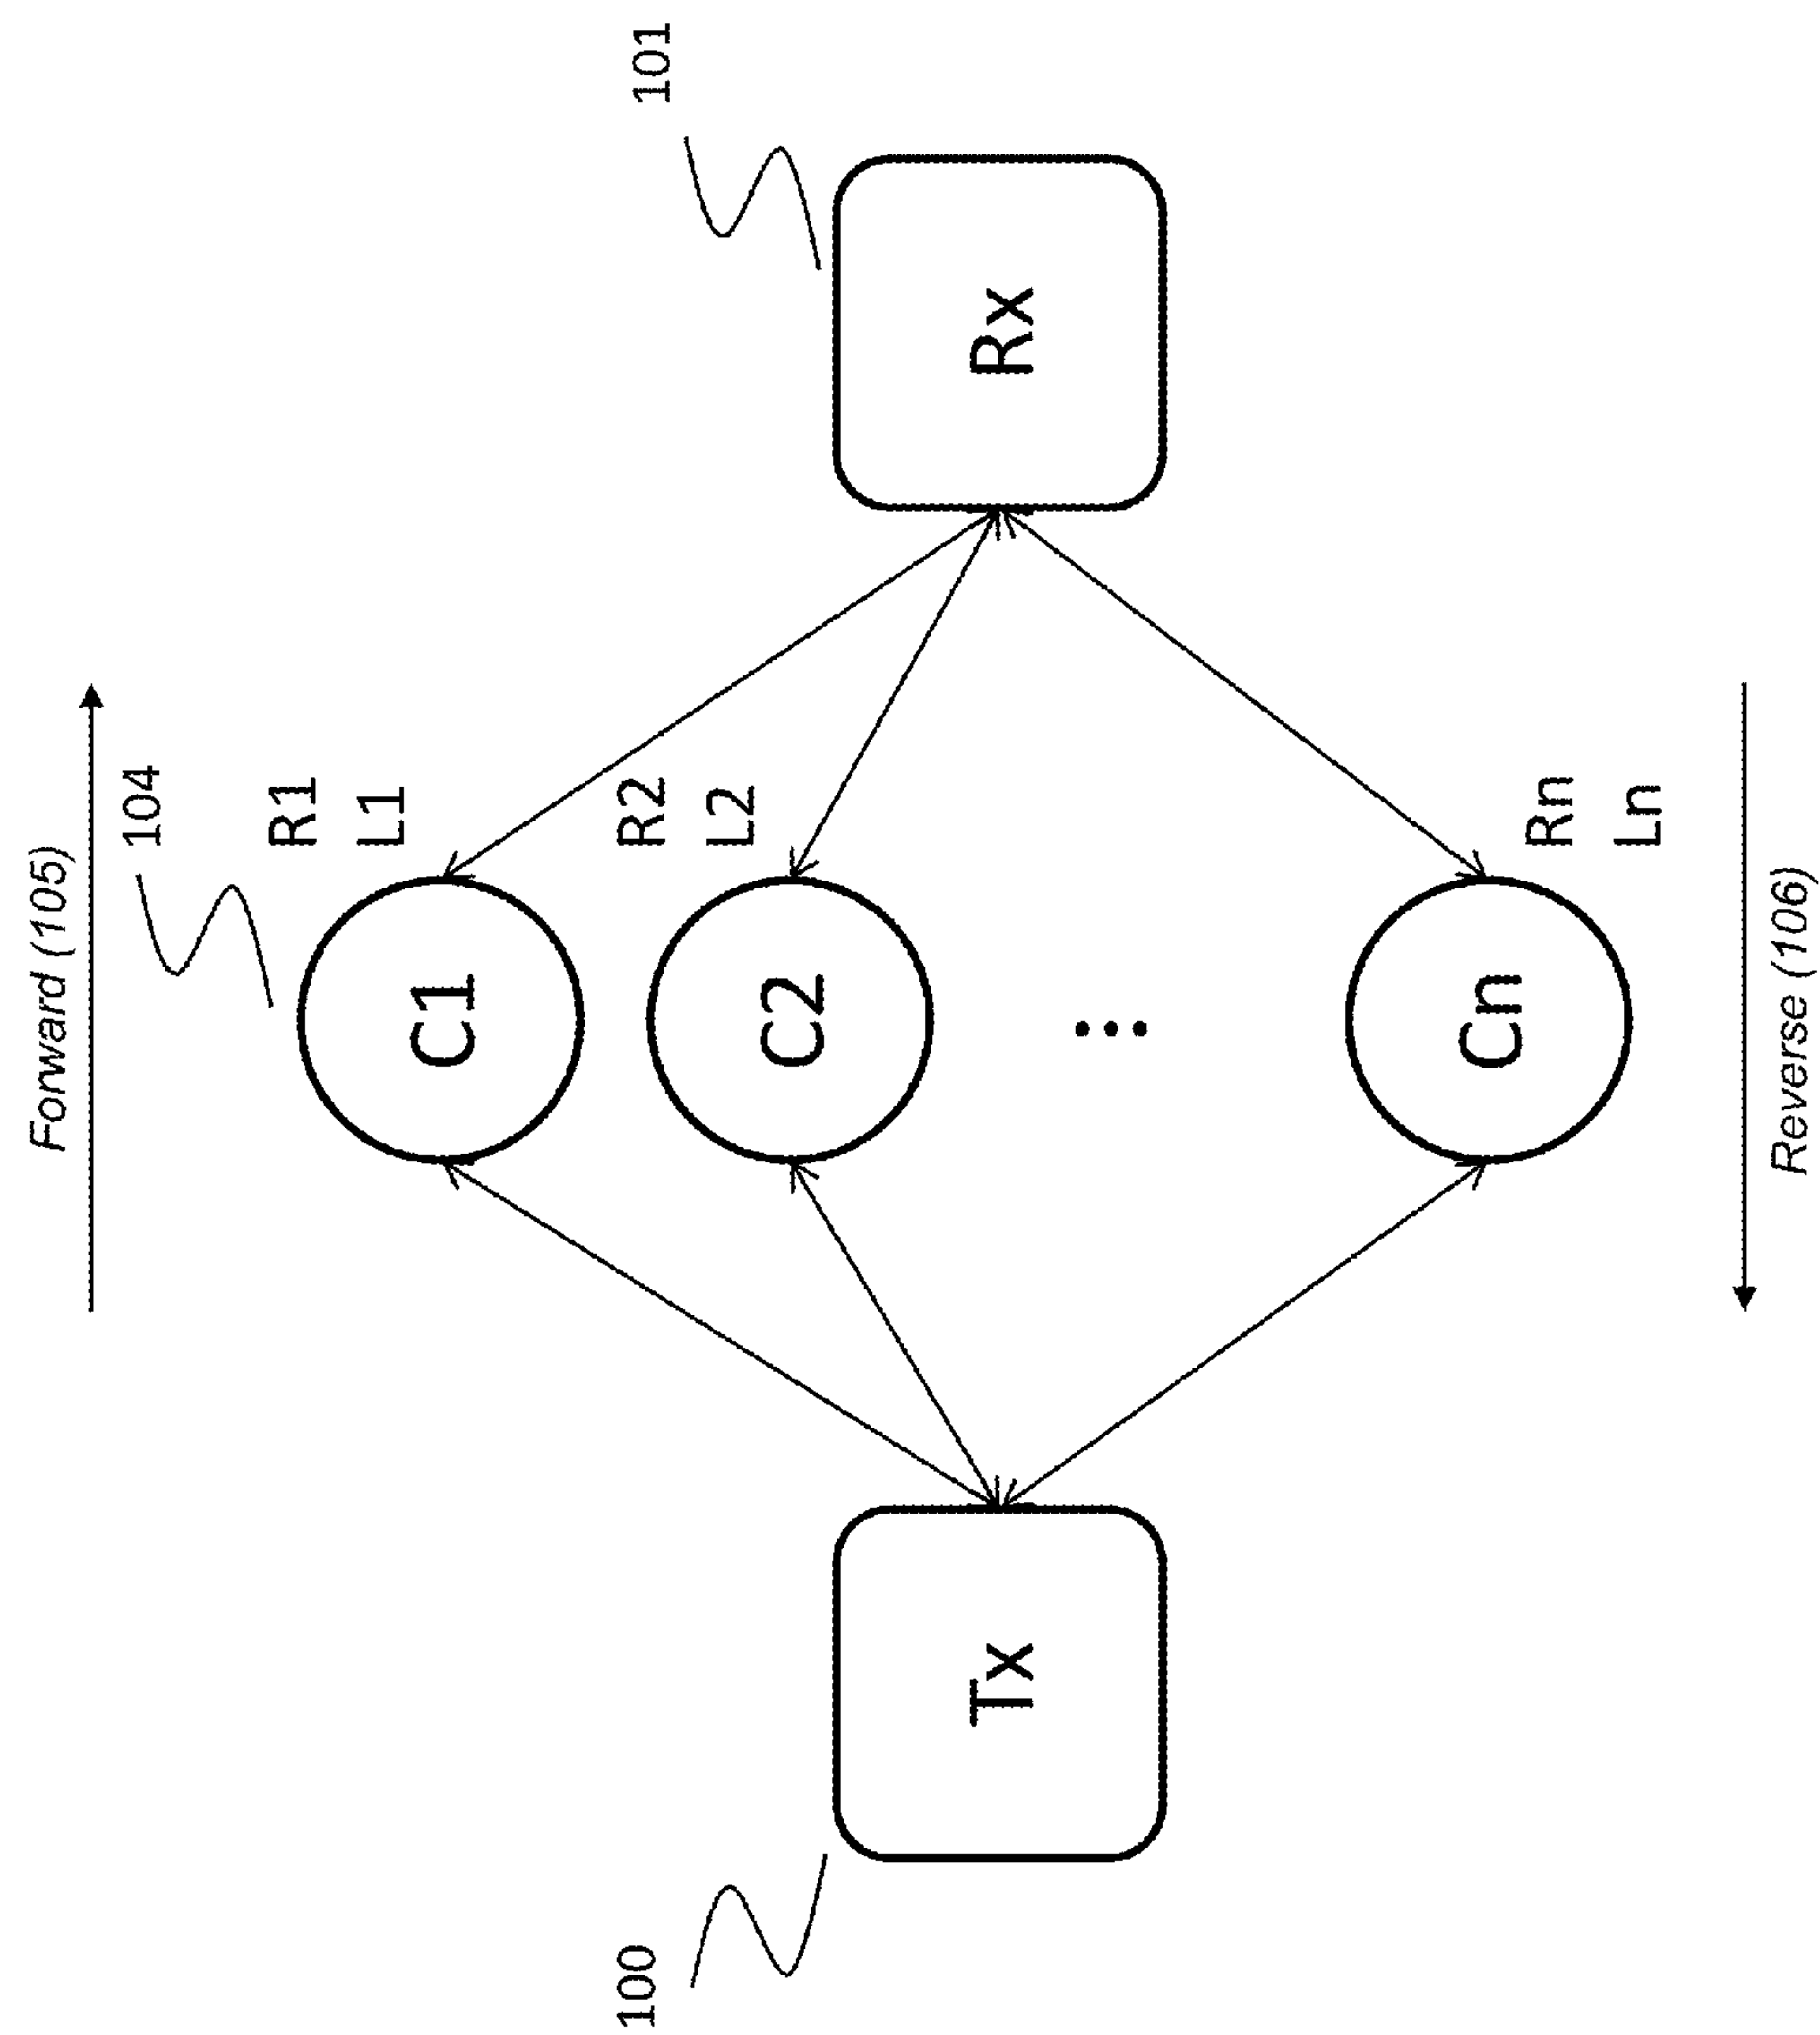 Forward (105)
104
R1
L1
C1
R2
L2
C2
101
100
Tx
Rx
...
Cn
Rn
Ln
Reverse (106)